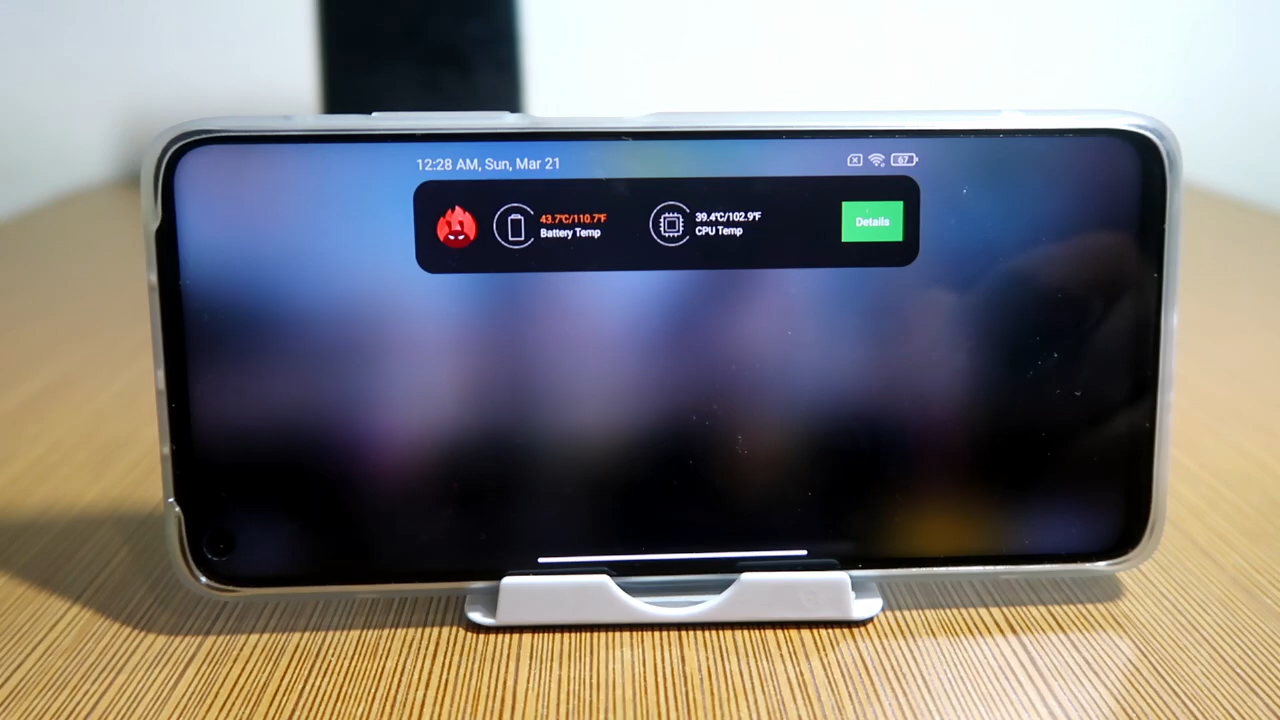 12:28 AM, Sun, Mar 21
67
43.7℃/110.7℉
Battery Temp
39.4℃/102.9℉
CPU Temp
Details